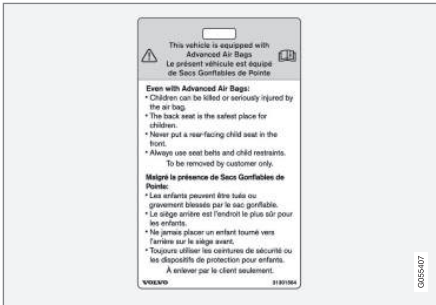 This vehicle is equipped with
Advanced Air Bags
Le présent véhicule est équipé
de Sacs Gonflables de Pointe
Even with Advanced Air Bags:
• Children can be killed or seriously injured by
the air bag.
• The back seat is the safest place for
children.
• Never put a rear-facing child seat in the
front.
• Always use seat belts and child restraints.
To be removed by customer only.
Malgré la présence de Sacs Gonflables de
Pointe:
• Les enfants peuvent être tués ou
gravement blessés par le sac gonflable.
• Le siège arrière est l'endroit le plus sûr pour
les enfants.
• Ne jamais placer un enfant tourné vers
l'arrière sur le siège avant.
• Toujours utiliser les ceintures de sécurité ou
les dispositifs de protection pour enfants.
À enlever par le client seulement.
VOLVO
G055407